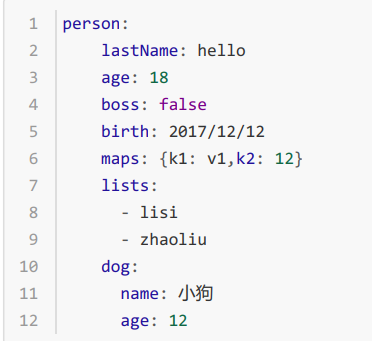 1 person:
2     lastName: hello
3     age: 18
4     boss: false
5     birth: 2017/12/12
6     maps: {k1: v1,k2: 12}
7     lists:
8       - lisi
9       - zhaoliu
10     dog:
11       name: 小狗
12       age: 12